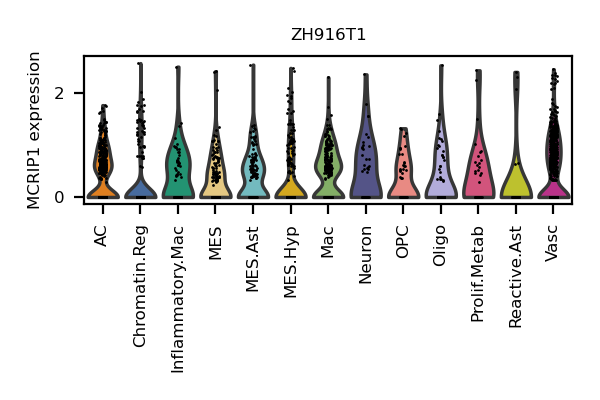 ZH916T1
MCRIP1 expression
2
0
AC
Chromatin.Reg
Inflammatory.Mac
MES
MES.Ast
MES.Hyp
Mac
Neuron
OPC
Oligo
Prolif.Metab
Reactive.Ast
Vasc